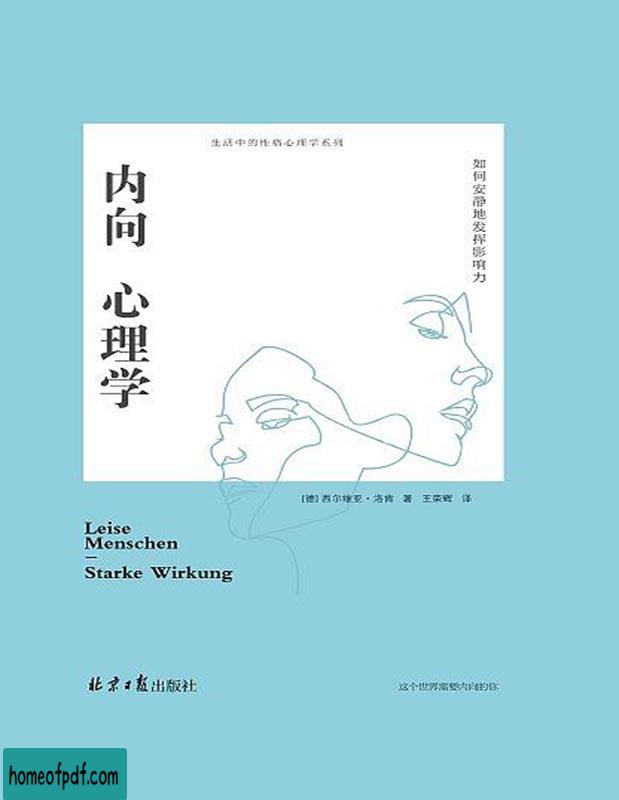 生活中的性格心理学系列
内向 心理学
如何安静地发挥影响力
[德]西尔维亚·洛肯 著 王荣辉 译
Leise
Menschen
–
Starke Wirkung
北京日报出版社
这个世界需要内向的你
homeofpdf.com